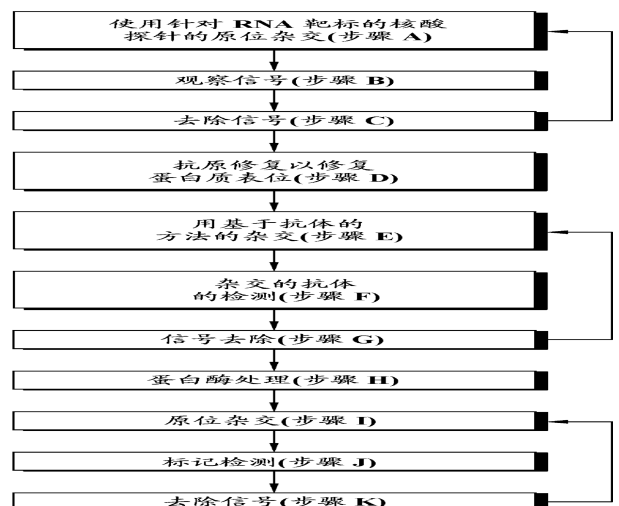 使用针对 RNA 靶标的核酸
探针的原位杂交(步骤 A)
观察信号(步骤 B)
去除信号(步骤 C)
抗原修复以修复
蛋白质表位(步骤 D)
用基于抗体的
方法的杂交(步骤 E)
杂交的抗体
的检测(步骤 F)
信号去除(步骤 G)
蛋白酶处理(步骤 H)
原位杂交(步骤 I)
标记检测(步骤 J)
去除信号(步骤 K)